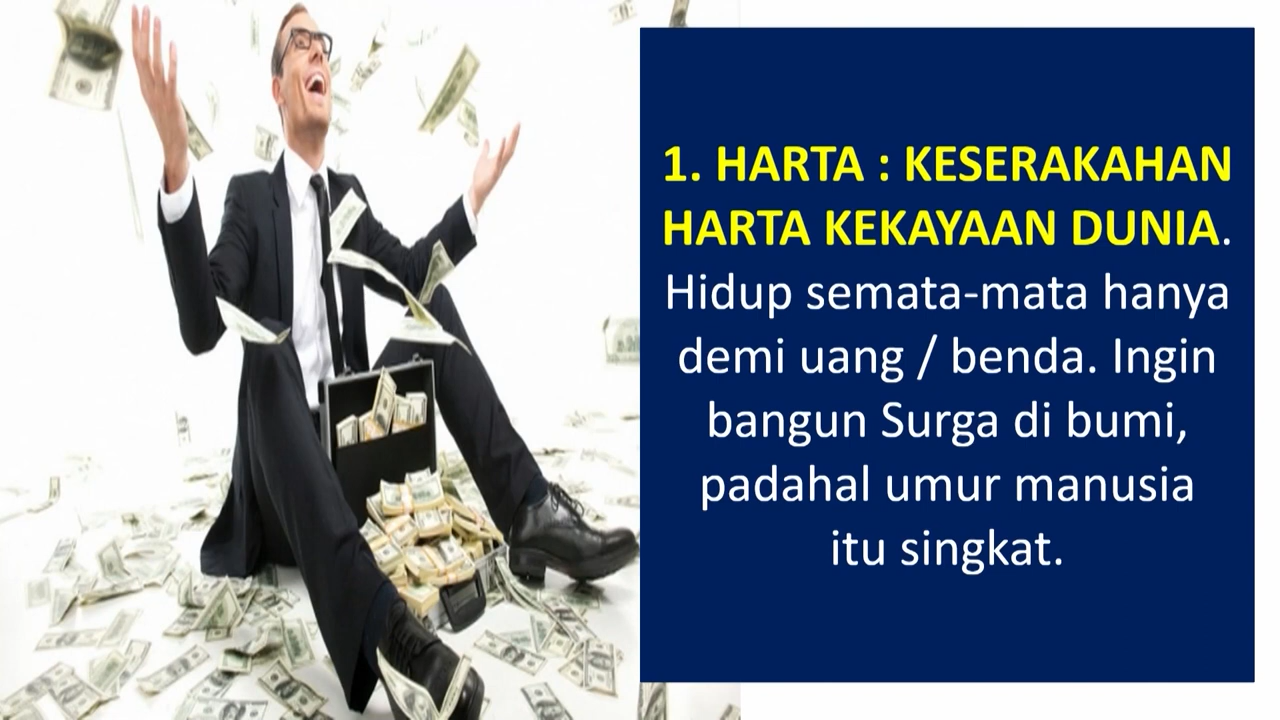 1. HARTA : KESERAKAHAN
HARTA KEKAYAAN DUNIA.
Hidup semata-mata hanya
demi uang / benda. Ingin
bangun Surga di bumi,
padahal umur manusia
itu singkat.